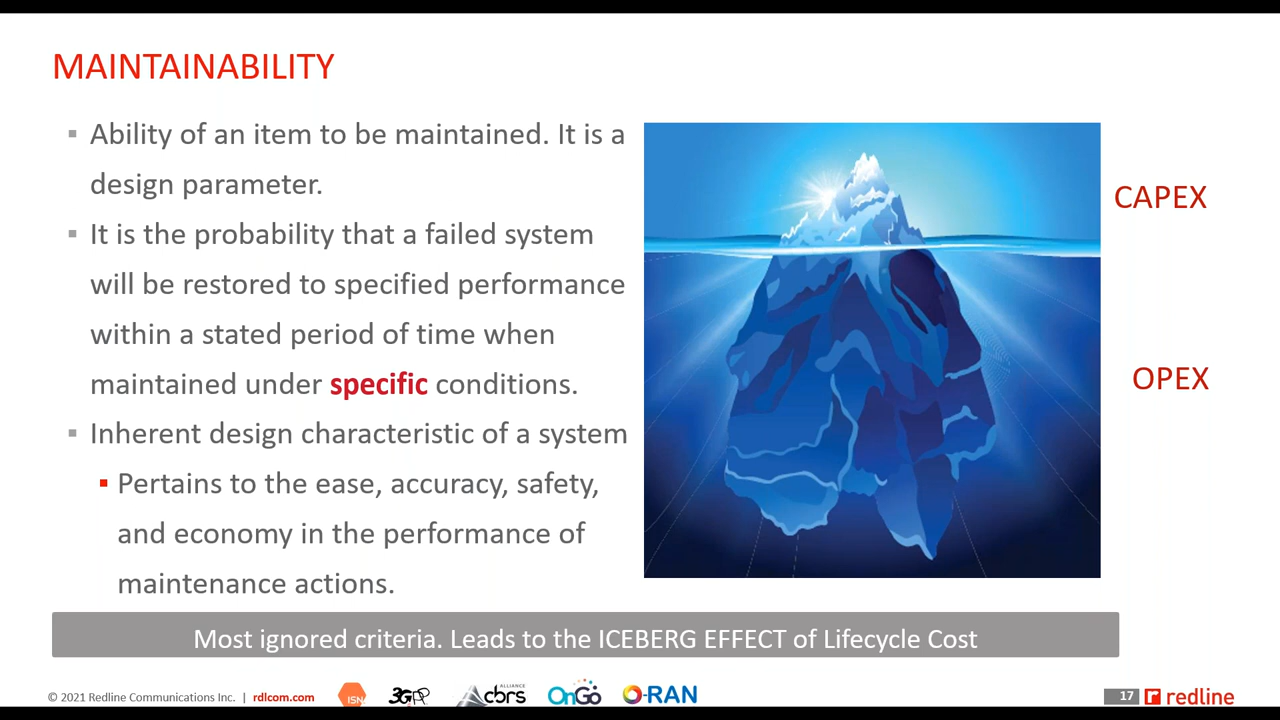 MAINTAINABILITY
▪ Ability of an item to be maintained. It is a
design parameter.
▪ It is the probability that a failed system
will be restored to specified performance
within a stated period of time when
maintained under specific conditions.
▪ Inherent design characteristic of a system
▪ Pertains to the ease, accuracy, safety,
and economy in the performance of
maintenance actions.
CAPEX
OPEX
Most ignored criteria. Leads to the ICEBERG EFFECT of Lifecycle Cost
© 2021 Redline Communications Inc. | rdlcom.com ISN 3GPP cbrs ALLIANCE OnGo O-RAN 17 redline